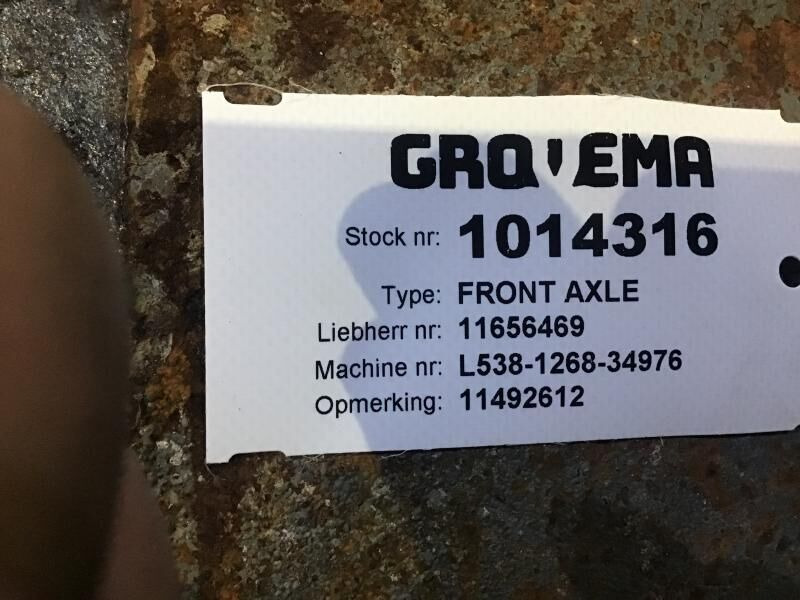 GROVEMA
Stock nr: 1014316
Type: FRONT AXLE
Liebherr nr: 11656469
Machine nr: L538-1268-34976
Opmerking: 11492612